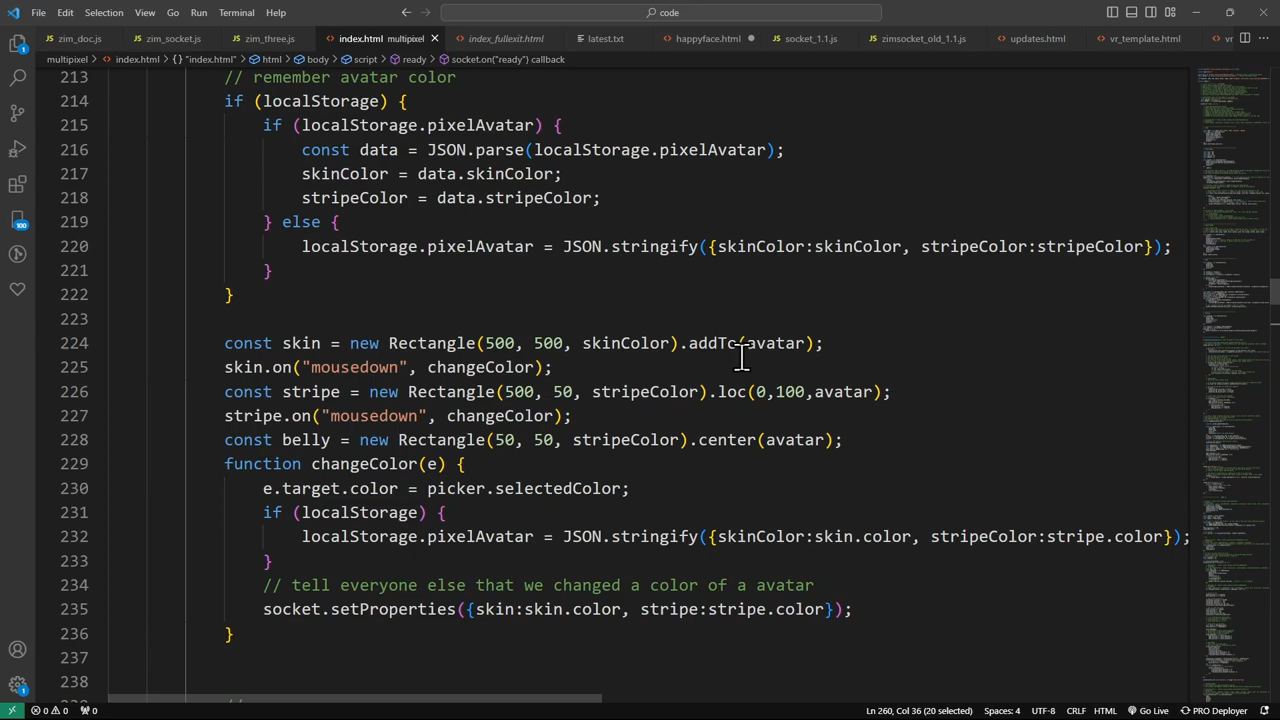 File Edit Selection View Go Run Terminal Help code
zim_doc.js zim_socket.js zim_three.js index.html multipixel index_fullexit.html latest.txt happyface.html socket_1.1.js zimsocket_old_1.1.js updates.html vr_template.html vr
multipixel > index.html > "index.html" > html > body > script > ready > socket.on("ready") callback
213 // remember avatar color
214 if (localStorage) {
215 if (localStorage.pixelAvatar) {
216 const data = JSON.parse(localStorage.pixelAvatar);
217 skinColor = data.skinColor;
218 stripeColor = data.stripeColor;
219 } else {
220 localStorage.pixelAvatar = JSON.stringify({skinColor:skinColor, stripeColor:stripeColor});
221 }
222 }
223
224 const skin = new Rectangle(500, 500, skinColor).addTo(avatar);
225 skin.on("mousedown", changeColor);
226 const stripe = new Rectangle(500, 50, stripeColor).loc(0,100, avatar);
227 stripe.on("mousedown", changeColor);
228 const belly = new Rectangle(50, 50, stripeColor).center(avatar);
229 function changeColor(e) {
230 e.target.color = picker.selectedColor;
231 if (localStorage) {
232 localStorage.pixelAvatar = JSON.stringify({skinColor:skin.color, stripeColor:stripe.color});
233 }
234 // tell everyone else that we changed a color of a avatar
235 socket.setProperties({skin:skin.color, stripe:stripe.color});
236 }
237
238
1
100
1
0 0 0 Ln 260, Col 36 (20 selected) Spaces: 4 UTF-8 CRLF HTML Go Live PRO Deployer